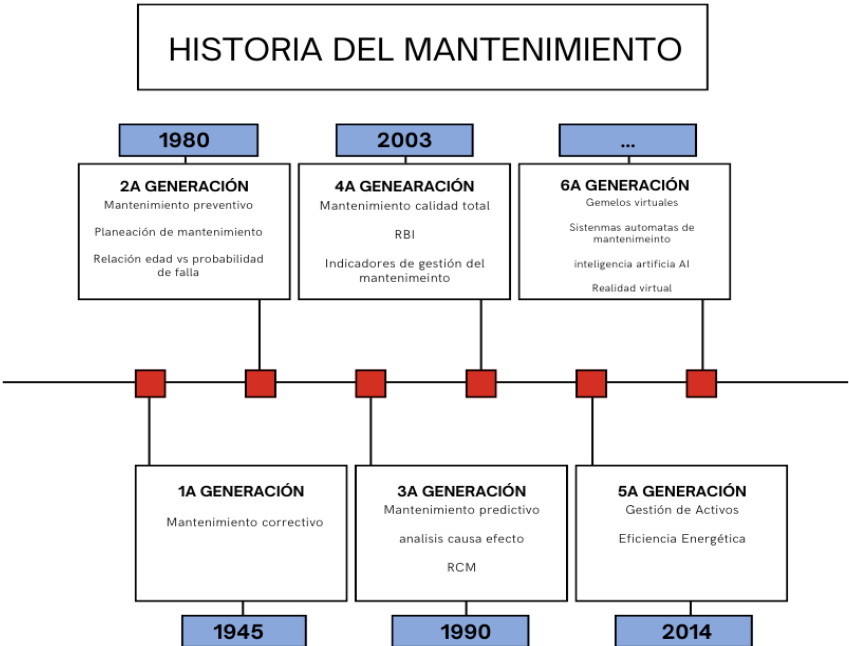 HISTORIA DEL MANTENIMIENTO
1980
2A GENERACIÓN
Mantenimiento preventivo
Planeación de mantenimiento
Relación edad vs probabilidad
de falla
2003
4A GENEARACIÓN
Mantenimiento calidad total
RBI
Indicadores de gestión del
mantenimeinto
...
6A GENERACIÓN
Gemelos virtuales
Sistenmas automatas de
mantenimeinto
inteligencia artificia AI
Realidad virtual
1A GENERACIÓN
Mantenimiento correctivo
1945
3A GENERACIÓN
Mantenimiento predictivo
analisis causa efecto
RCM
1990
5A GENERACIÓN
Gestión de Activos
Eficiencia Energética
2014